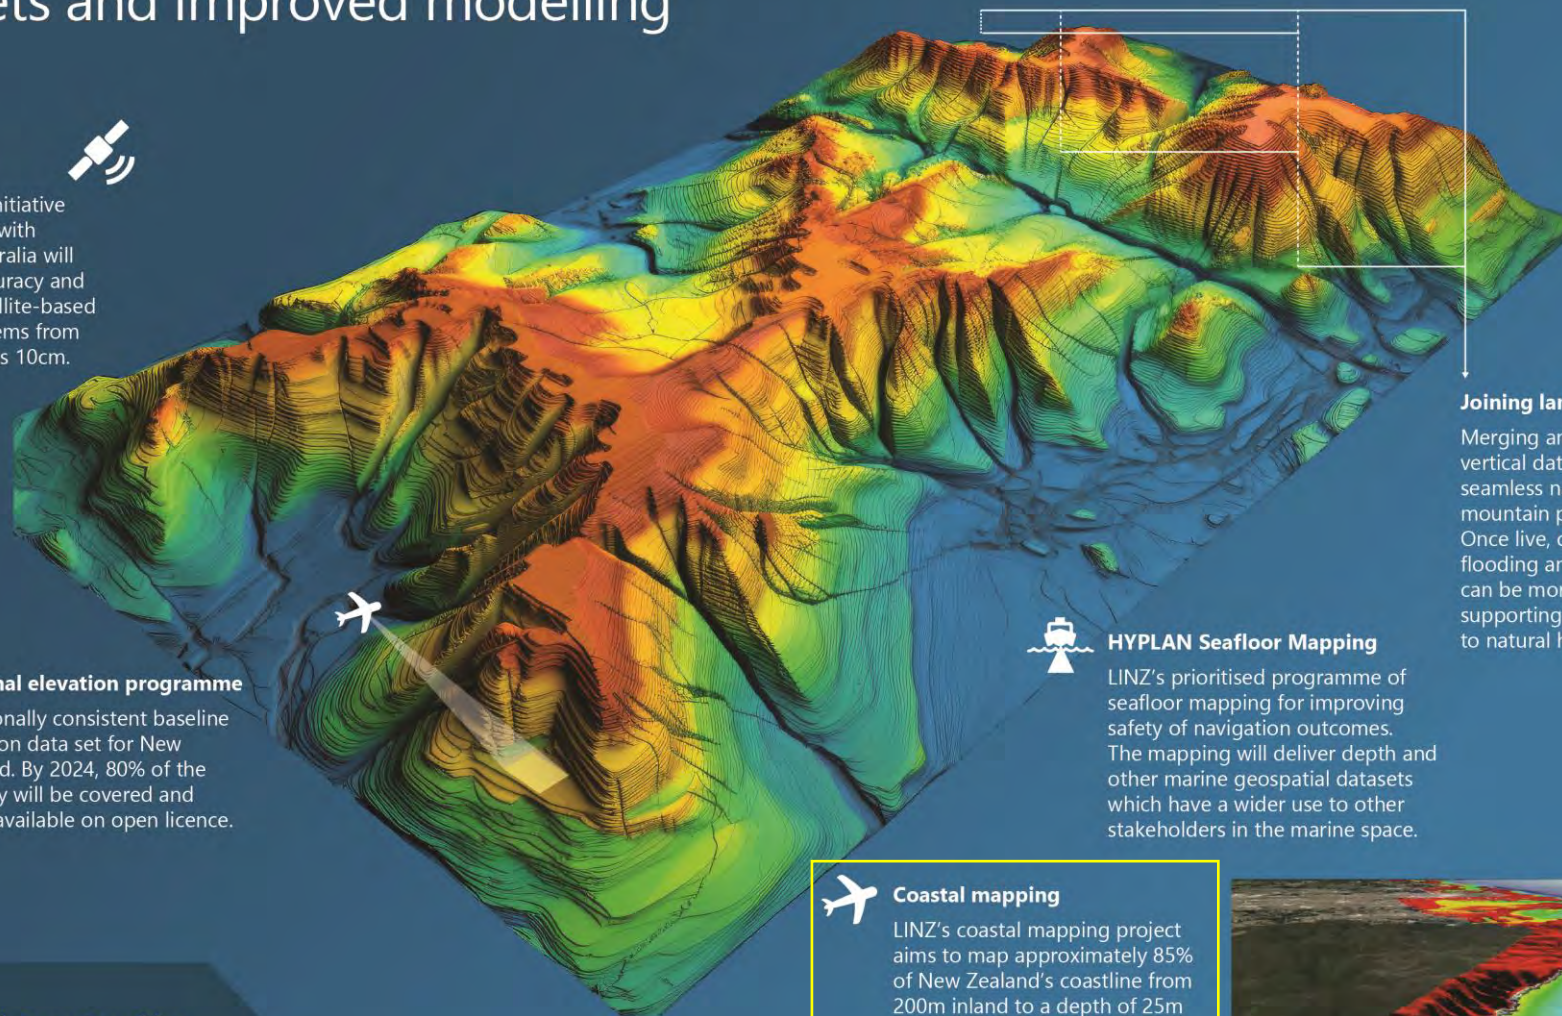 ets and improved modelling
nitiative
with
ralia will
uracy and
llite-based
ems from
s 10cm.
nal elevation programme
onally consistent baseline
on data set for New
d. By 2024, 80% of the
y will be covered and
available on open licence.
HYPLAN Seafloor Mapping
LINZ's prioritised programme of
seafloor mapping for improving
safety of navigation outcomes.
The mapping will deliver depth and
other marine geospatial datasets
which have a wider use to other
stakeholders in the marine space.
Joining lan
Merging an
vertical dat
seamless n
mountain p
Once live, c
flooding an
can be mor
supporting
to natural h
Coastal mapping
LINZ's coastal mapping project
aims to map approximately 85%
of New Zealand's coastline from
200m inland to a depth of 25m